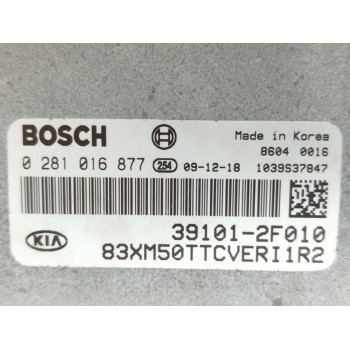 BOSCH
Made in Korea
8604 0016
0 281 016 877 254 09-12-18 1039S37847
KIA
39101-2F010
83XM50TTCVERI1R2